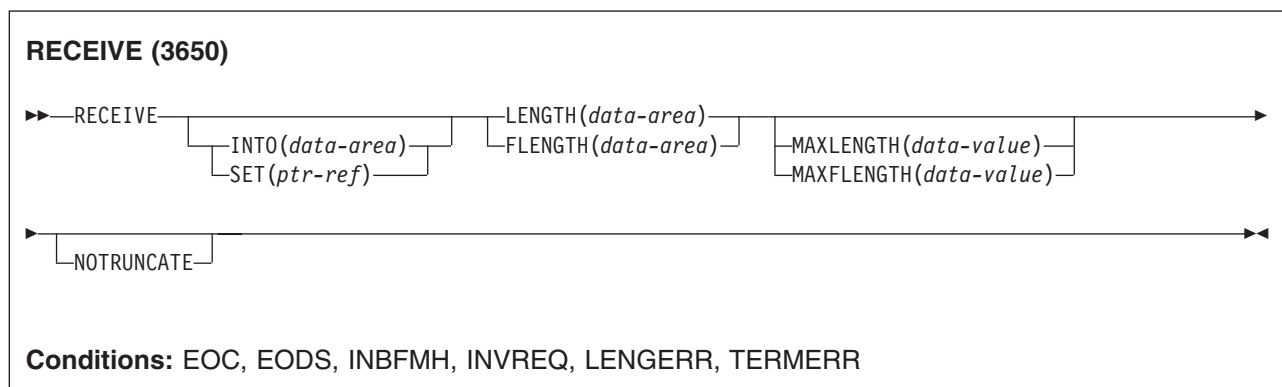 RECEIVE (3650)
RECEIVE LENGTH(data-area)
INTO(data-area) FLENGTH(data-area) MAXLENGTH(data-value)
SET(ptr-ref) MAXFLENGTH(data-value)
NOTRUNCATE
Conditions: EOC, EODS, INBFMH, INVREQ, LENGERR, TERMERR